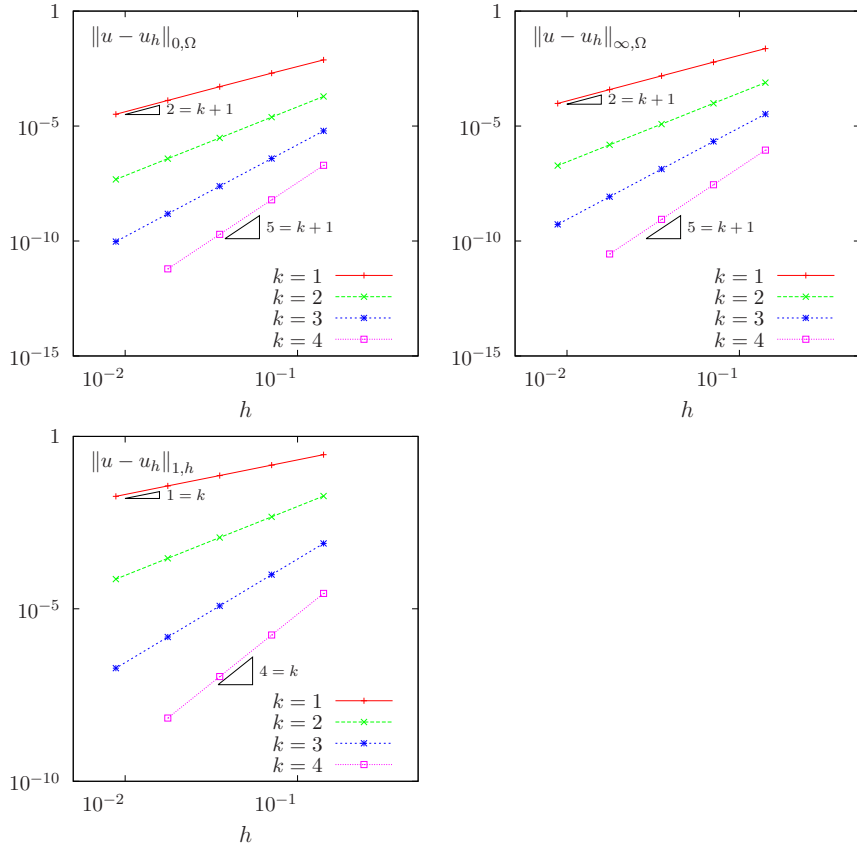 1
‖u − u_h‖_{0,Ω}
2 = k + 1
10^{−5}
5 = k + 1
10^{−10}
k = 1
k = 2
k = 3
k = 4
10^{−15}
10^{−2}
10^{−1}
h
1
‖u − u_h‖_{∞,Ω}
2 = k + 1
10^{−5}
5 = k + 1
10^{−10}
k = 1
k = 2
k = 3
k = 4
10^{−15}
10^{−2}
10^{−1}
h
1
‖u − u_h‖_{1,h}
1 = k
10^{−5}
4 = k
k = 1
k = 2
k = 3
k = 4
10^{−10}
10^{−2}
10^{−1}
h